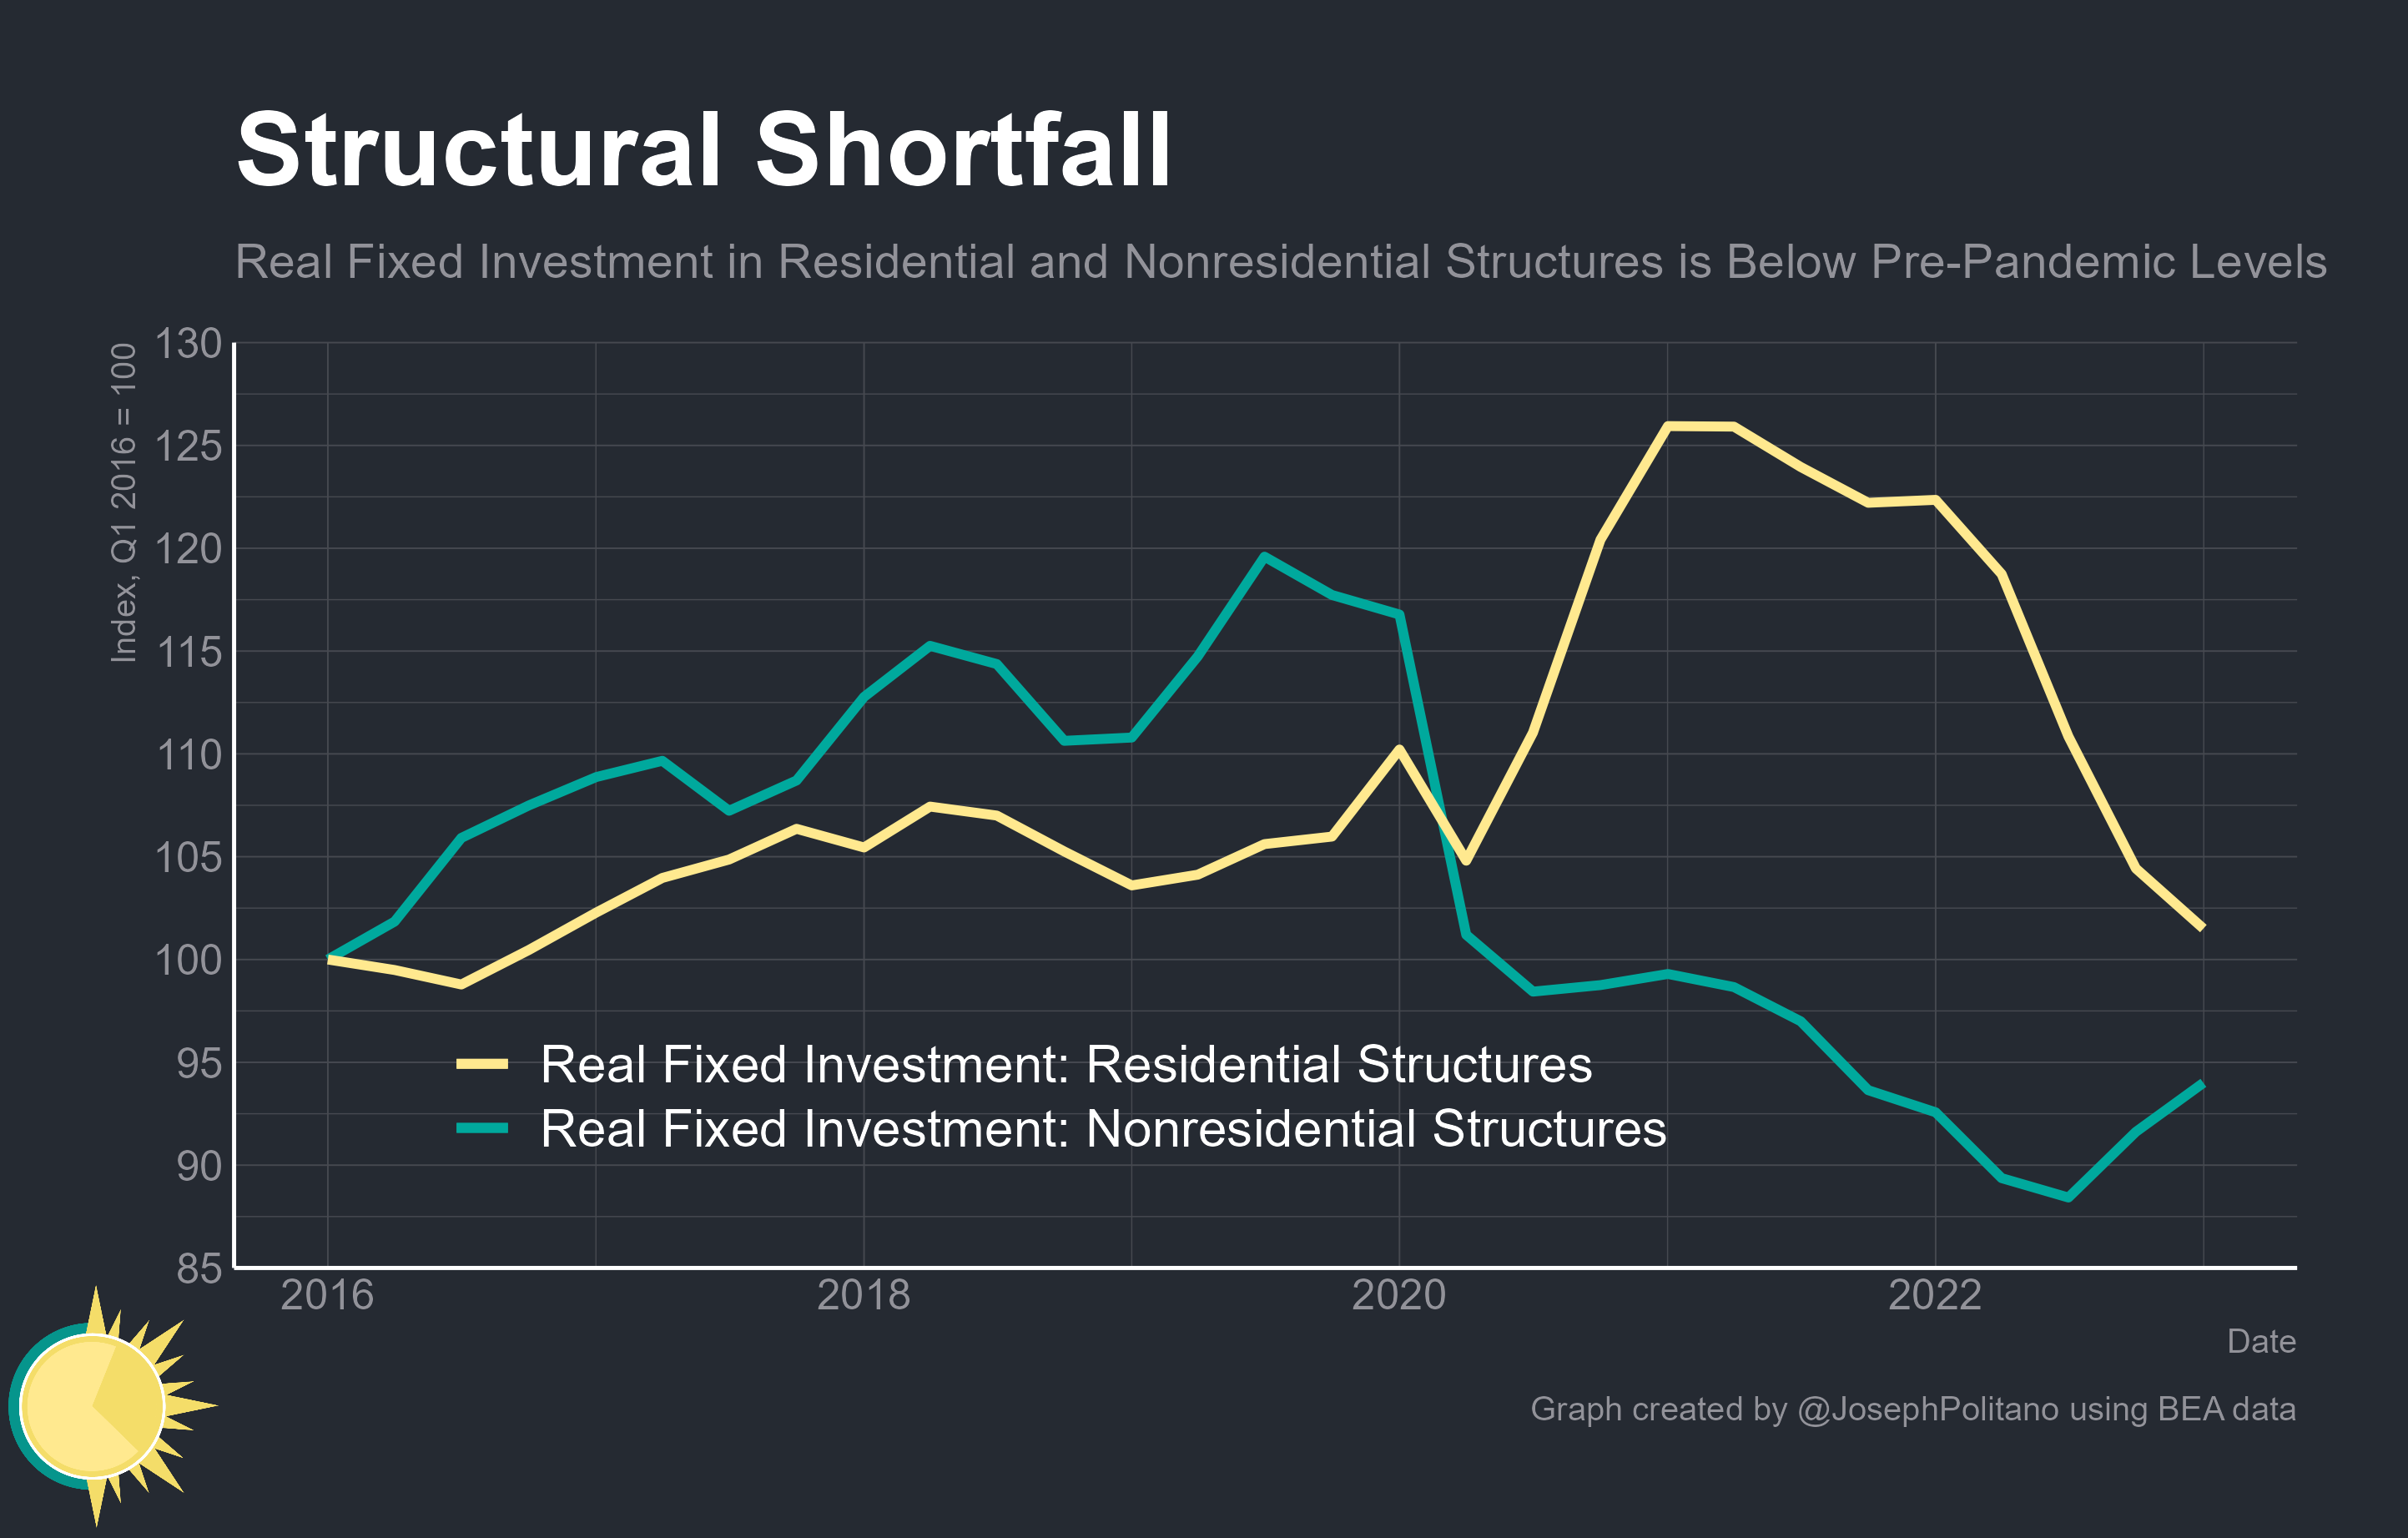 Structural Shortfall
Real Fixed Investment in Residential and Nonresidential Structures is Below Pre-Pandemic Levels
Index, Q1 2016 = 100
130
125
120
115
110
105
100
95
90
85
Real Fixed Investment: Residential Structures
Real Fixed Investment: Nonresidential Structures
2016 2018 2020 2022
Date
Graph created by @JosephPolitano using BEA data